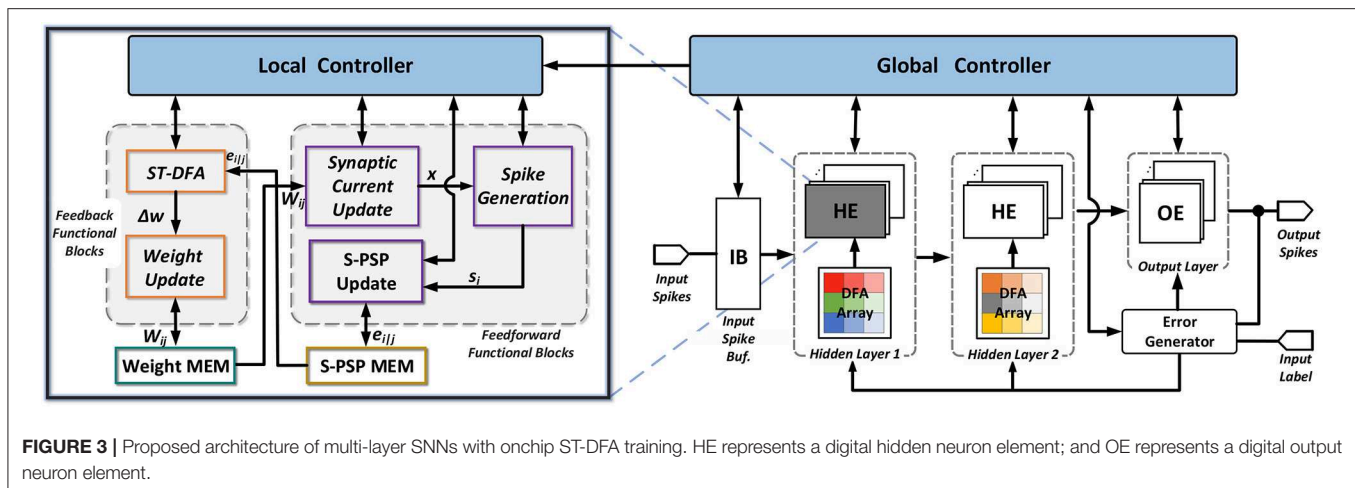 Local Controller
Global Controller
ST-DFA
e_{i|j}
Δw
Feedback
Functional
Blocks
Weight
Update
W_{ij}
Weight MEM
Synaptic
Current
Update
W_{ij}
x
Spike
Generation
S-PSP
Update
s_i
e_{i|j}
Feedforward
Functional Blocks
S-PSP MEM
Input
Spikes
IB
Input
Spike
Buf.
HE
DFA
Array
Hidden Layer 1
HE
DFA
Array
Hidden Layer 2
OE
Output Layer
Output
Spikes
Error
Generator
Input
Label
FIGURE 3 | Proposed architecture of multi-layer SNNs with onchip ST-DFA training. HE represents a digital hidden neuron element; and OE represents a digital output
neuron element.